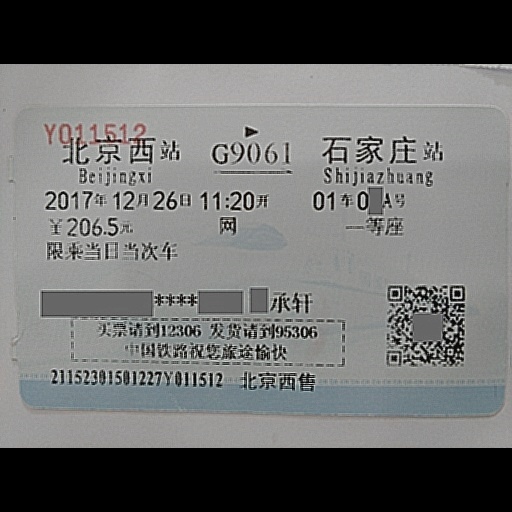 Y011512
北京西站 G9061 石家庄站
Beijingxi Shijiazhuang
2017年12月26日 11:20开 01车0 A号
￥206.5元 网 一等座
限乘当日当次车
**** 承轩
买票请到12306 发货请到95306
中国铁路祝您旅途愉快
21152301501227Y011512 北京西售